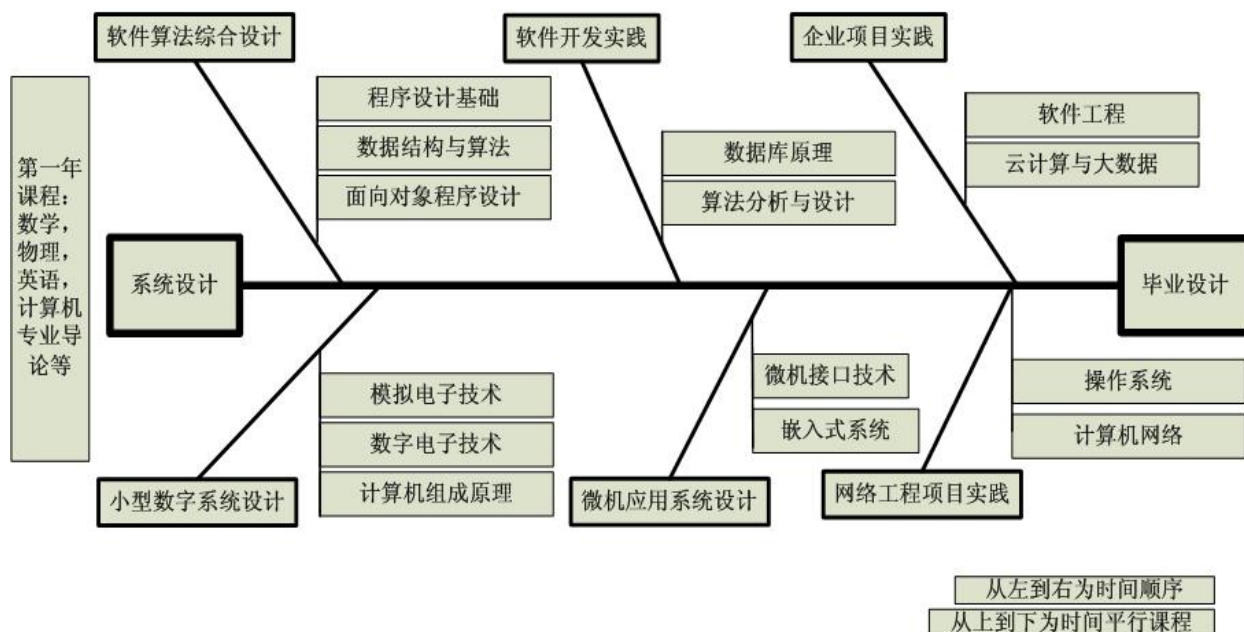 软件算法综合设计
软件开发实践
企业项目实践
程序设计基础
数据结构与算法
面向对象程序设计
数据库原理
算法分析与设计
软件工程
云计算与大数据
第一年
课程:
数学,
物理,
英语,
计算机
专业导
论等
系统设计
毕业设计
模拟电子技术
数字电子技术
计算机组成原理
微机接口技术
嵌入式系统
操作系统
计算机网络
小型数字系统设计
微机应用系统设计
网络工程项目实践
从左到右为时间顺序
从上到下为时间平行课程